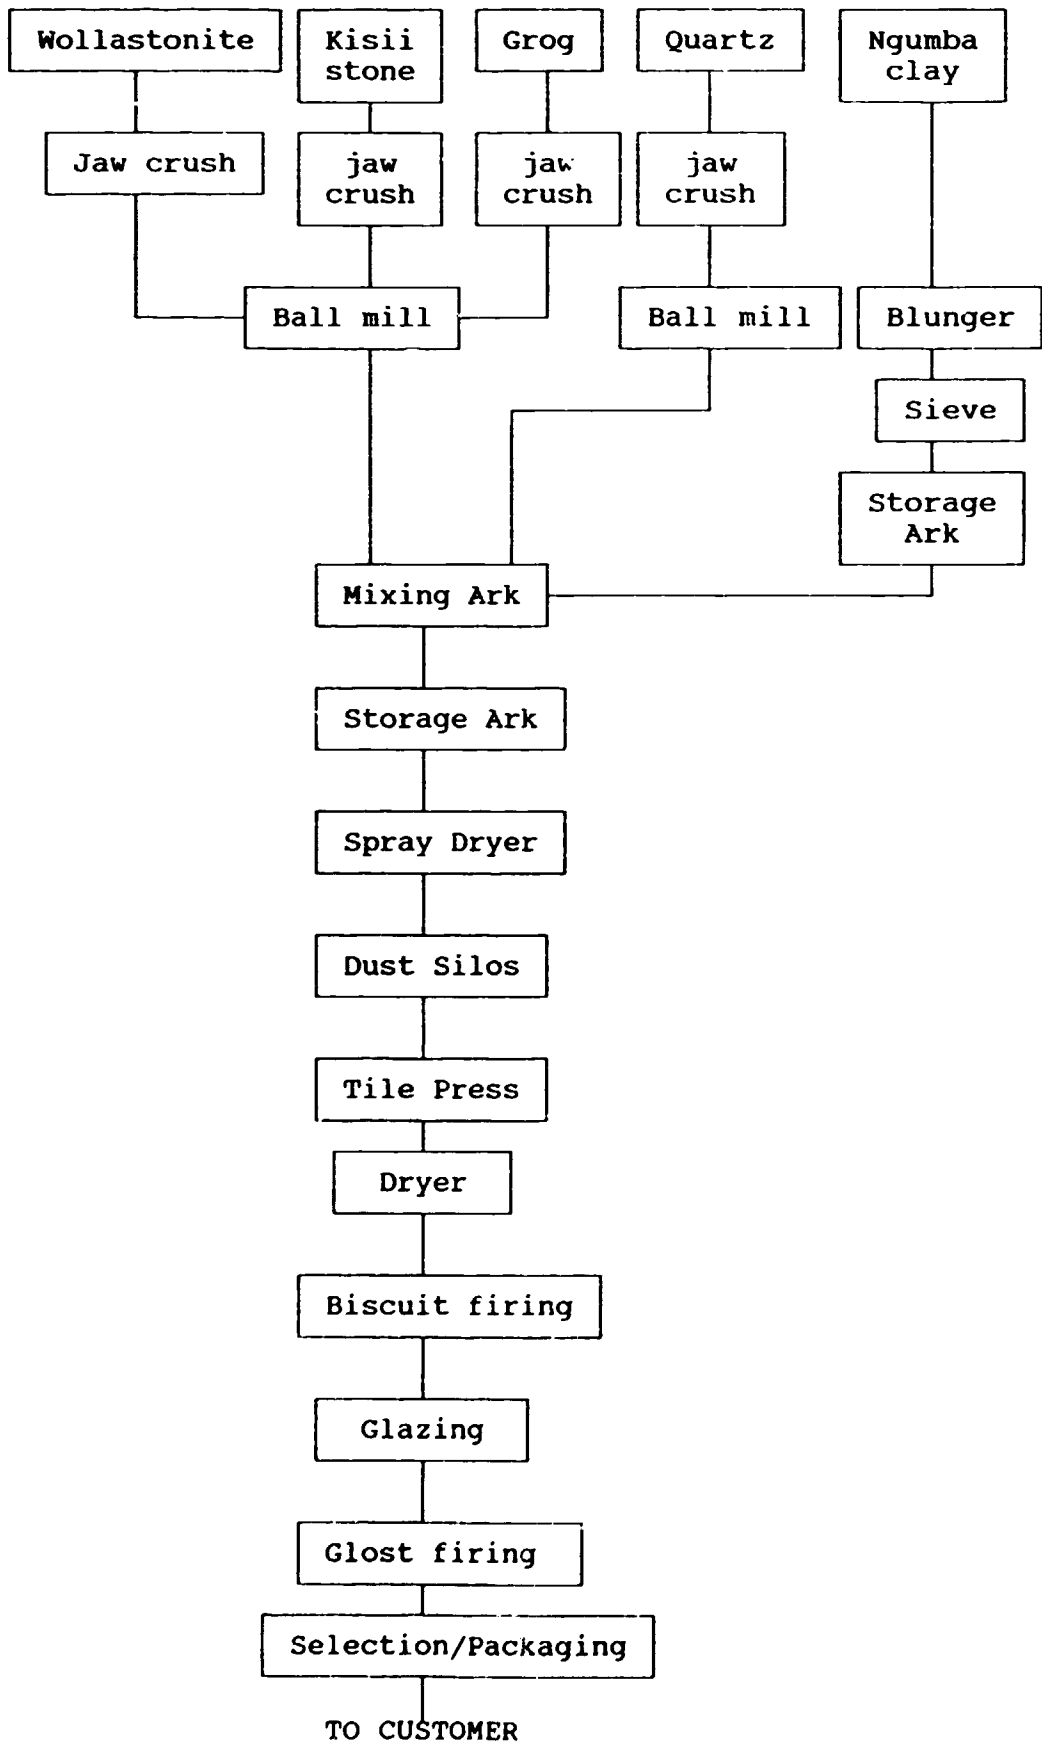 Wollastonite
Kisii
stone
Grog
Quartz
Ngumba
clay
Jaw crush
jaw
crush
jaw
crush
jaw
crush
Ball mill
Ball mill
Blunger
Sieve
Storage
Ark
Mixing Ark
Storage Ark
Spray Dryer
Dust Silos
Tile Press
Dryer
Biscuit firing
Glazing
Glost firing
Selection/Packaging
TO CUSTOMER